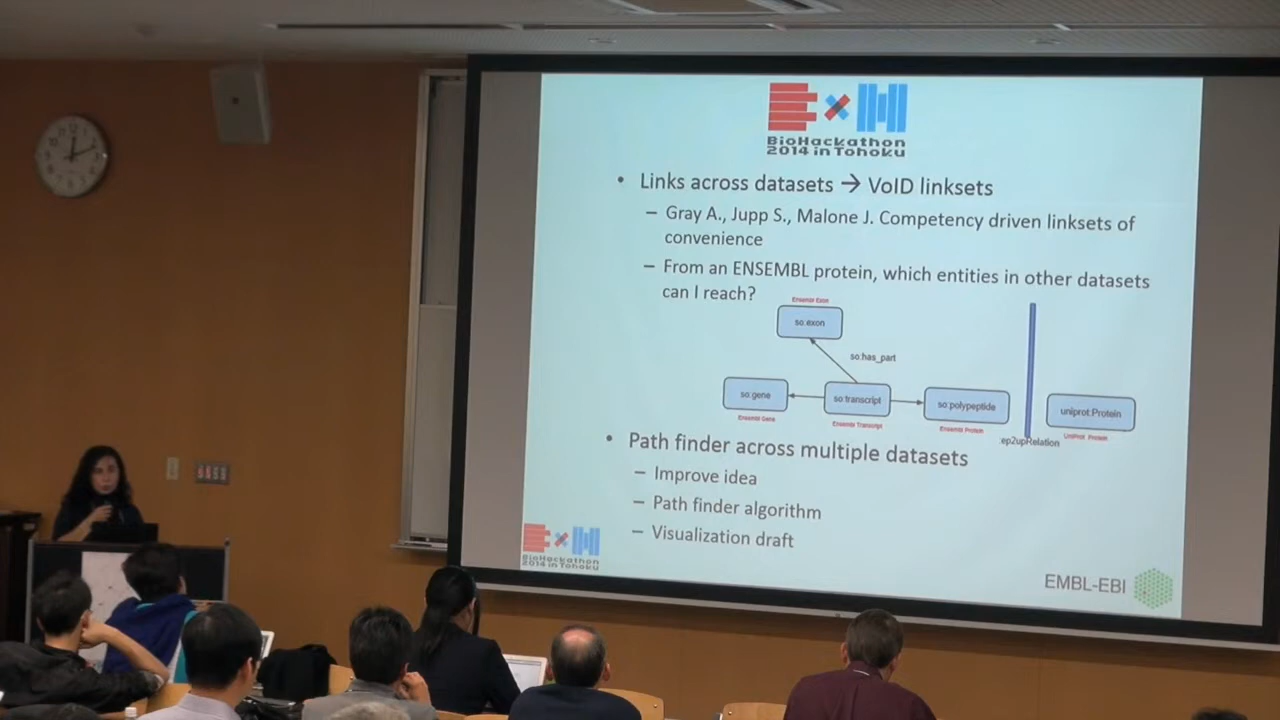 BioHackathon
2014 in Tohoku
• Links across datasets → VoID linksets
– Gray A., Jupp S., Malone J. Competency driven linksets of
convenience
– From an ENSEMBL protein, which entities in other datasets
can I reach?
Ensembl Exon
so:exon
so:has_part
so:gene
so:transcript
so:polypeptide
uniprot:Protein
Ensembl Gene
Ensembl Transcript
Ensembl Protein
UniProt Protein
ep2upRelation
• Path finder across multiple datasets
– Improve idea
– Path finder algorithm
– Visualization draft
BioHackathon
2014 in Tohoku
EMBL-EBI